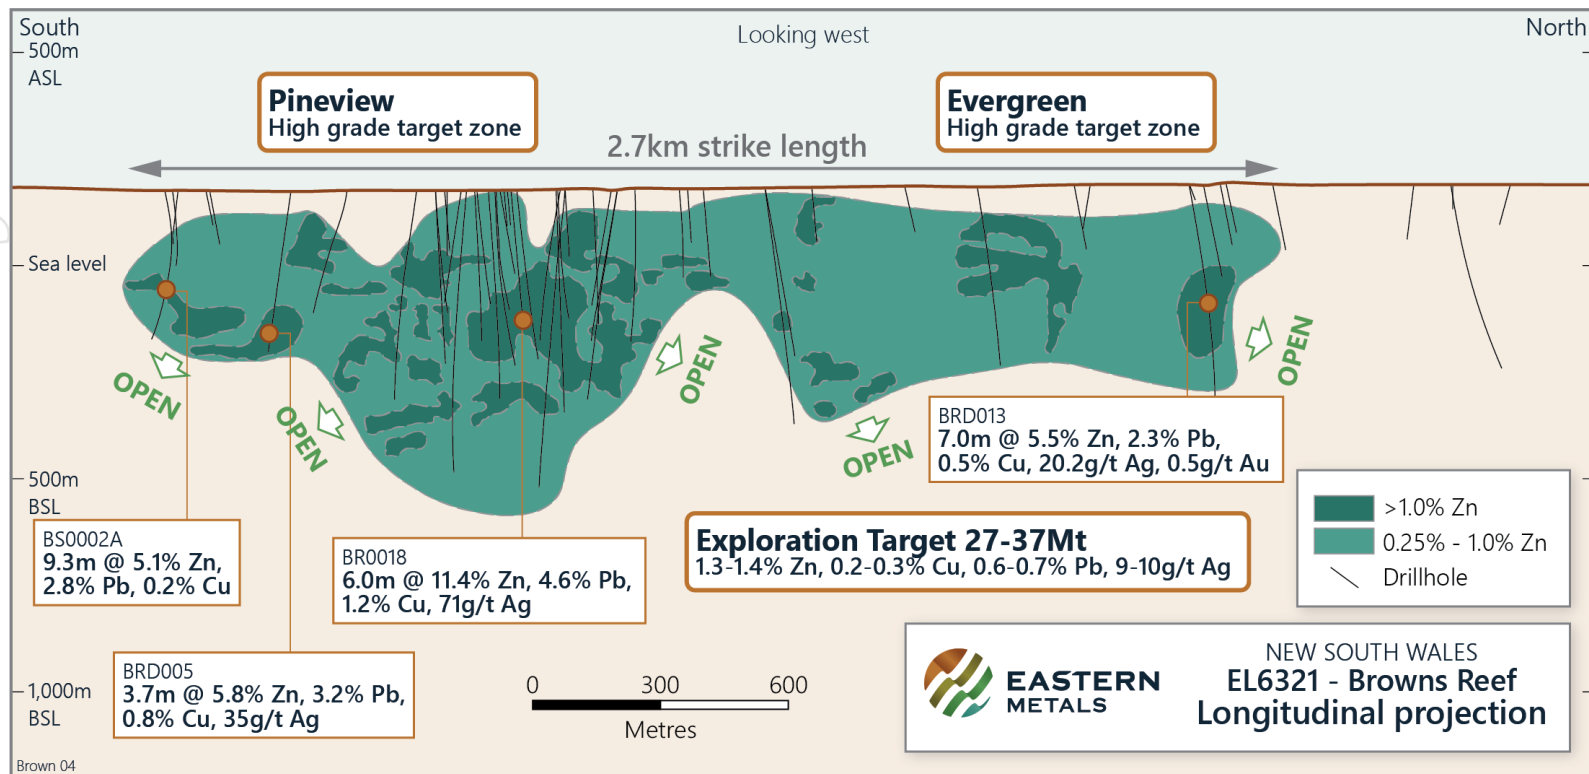 South
500m
ASL
Looking west
North
Pineview
High grade target zone
Evergreen
High grade target zone
2.7km strike length
Sea level
OPEN
OPEN
OPEN
OPEN
OPEN
500m
BSL
BS0002A
9.3m @ 5.1% Zn,
2.8% Pb, 0.2% Cu
BR0018
6.0m @ 11.4% Zn, 4.6% Pb,
1.2% Cu, 71g/t Ag
BRD013
7.0m @ 5.5% Zn, 2.3% Pb,
0.5% Cu, 20.2g/t Ag, 0.5g/t Au
Exploration Target 27-37Mt
1.3-1.4% Zn, 0.2-0.3% Cu, 0.6-0.7% Pb, 9-10g/t Ag
>1.0% Zn
0.25% - 1.0% Zn
Drillhole
BRD005
3.7m @ 5.8% Zn, 3.2% Pb,
0.8% Cu, 35g/t Ag
1,000m
BSL
0 300 600
Metres
EASTERN
METALS
NEW SOUTH WALES
EL6321 - Browns Reef
Longitudinal projection
Brown 04